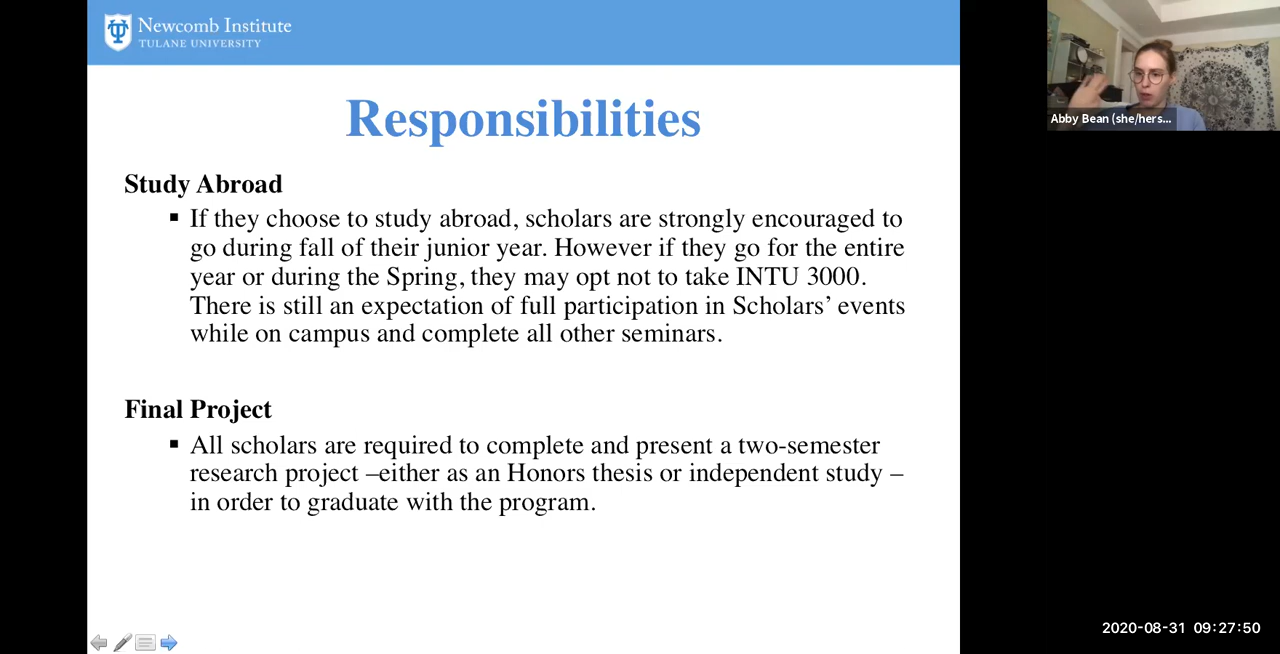 Newcomb Institute
TULANE UNIVERSITY
Abby Bean (she/hers...
Responsibilities
Study Abroad
▪ If they choose to study abroad, scholars are strongly encouraged to
go during fall of their junior year. However if they go for the entire
year or during the Spring, they may opt not to take INTU 3000.
There is still an expectation of full participation in Scholars’ events
while on campus and complete all other seminars.
Final Project
▪ All scholars are required to complete and present a two-semester
research project –either as an Honors thesis or independent study –
in order to graduate with the program.
2020-08-31 09:27:50